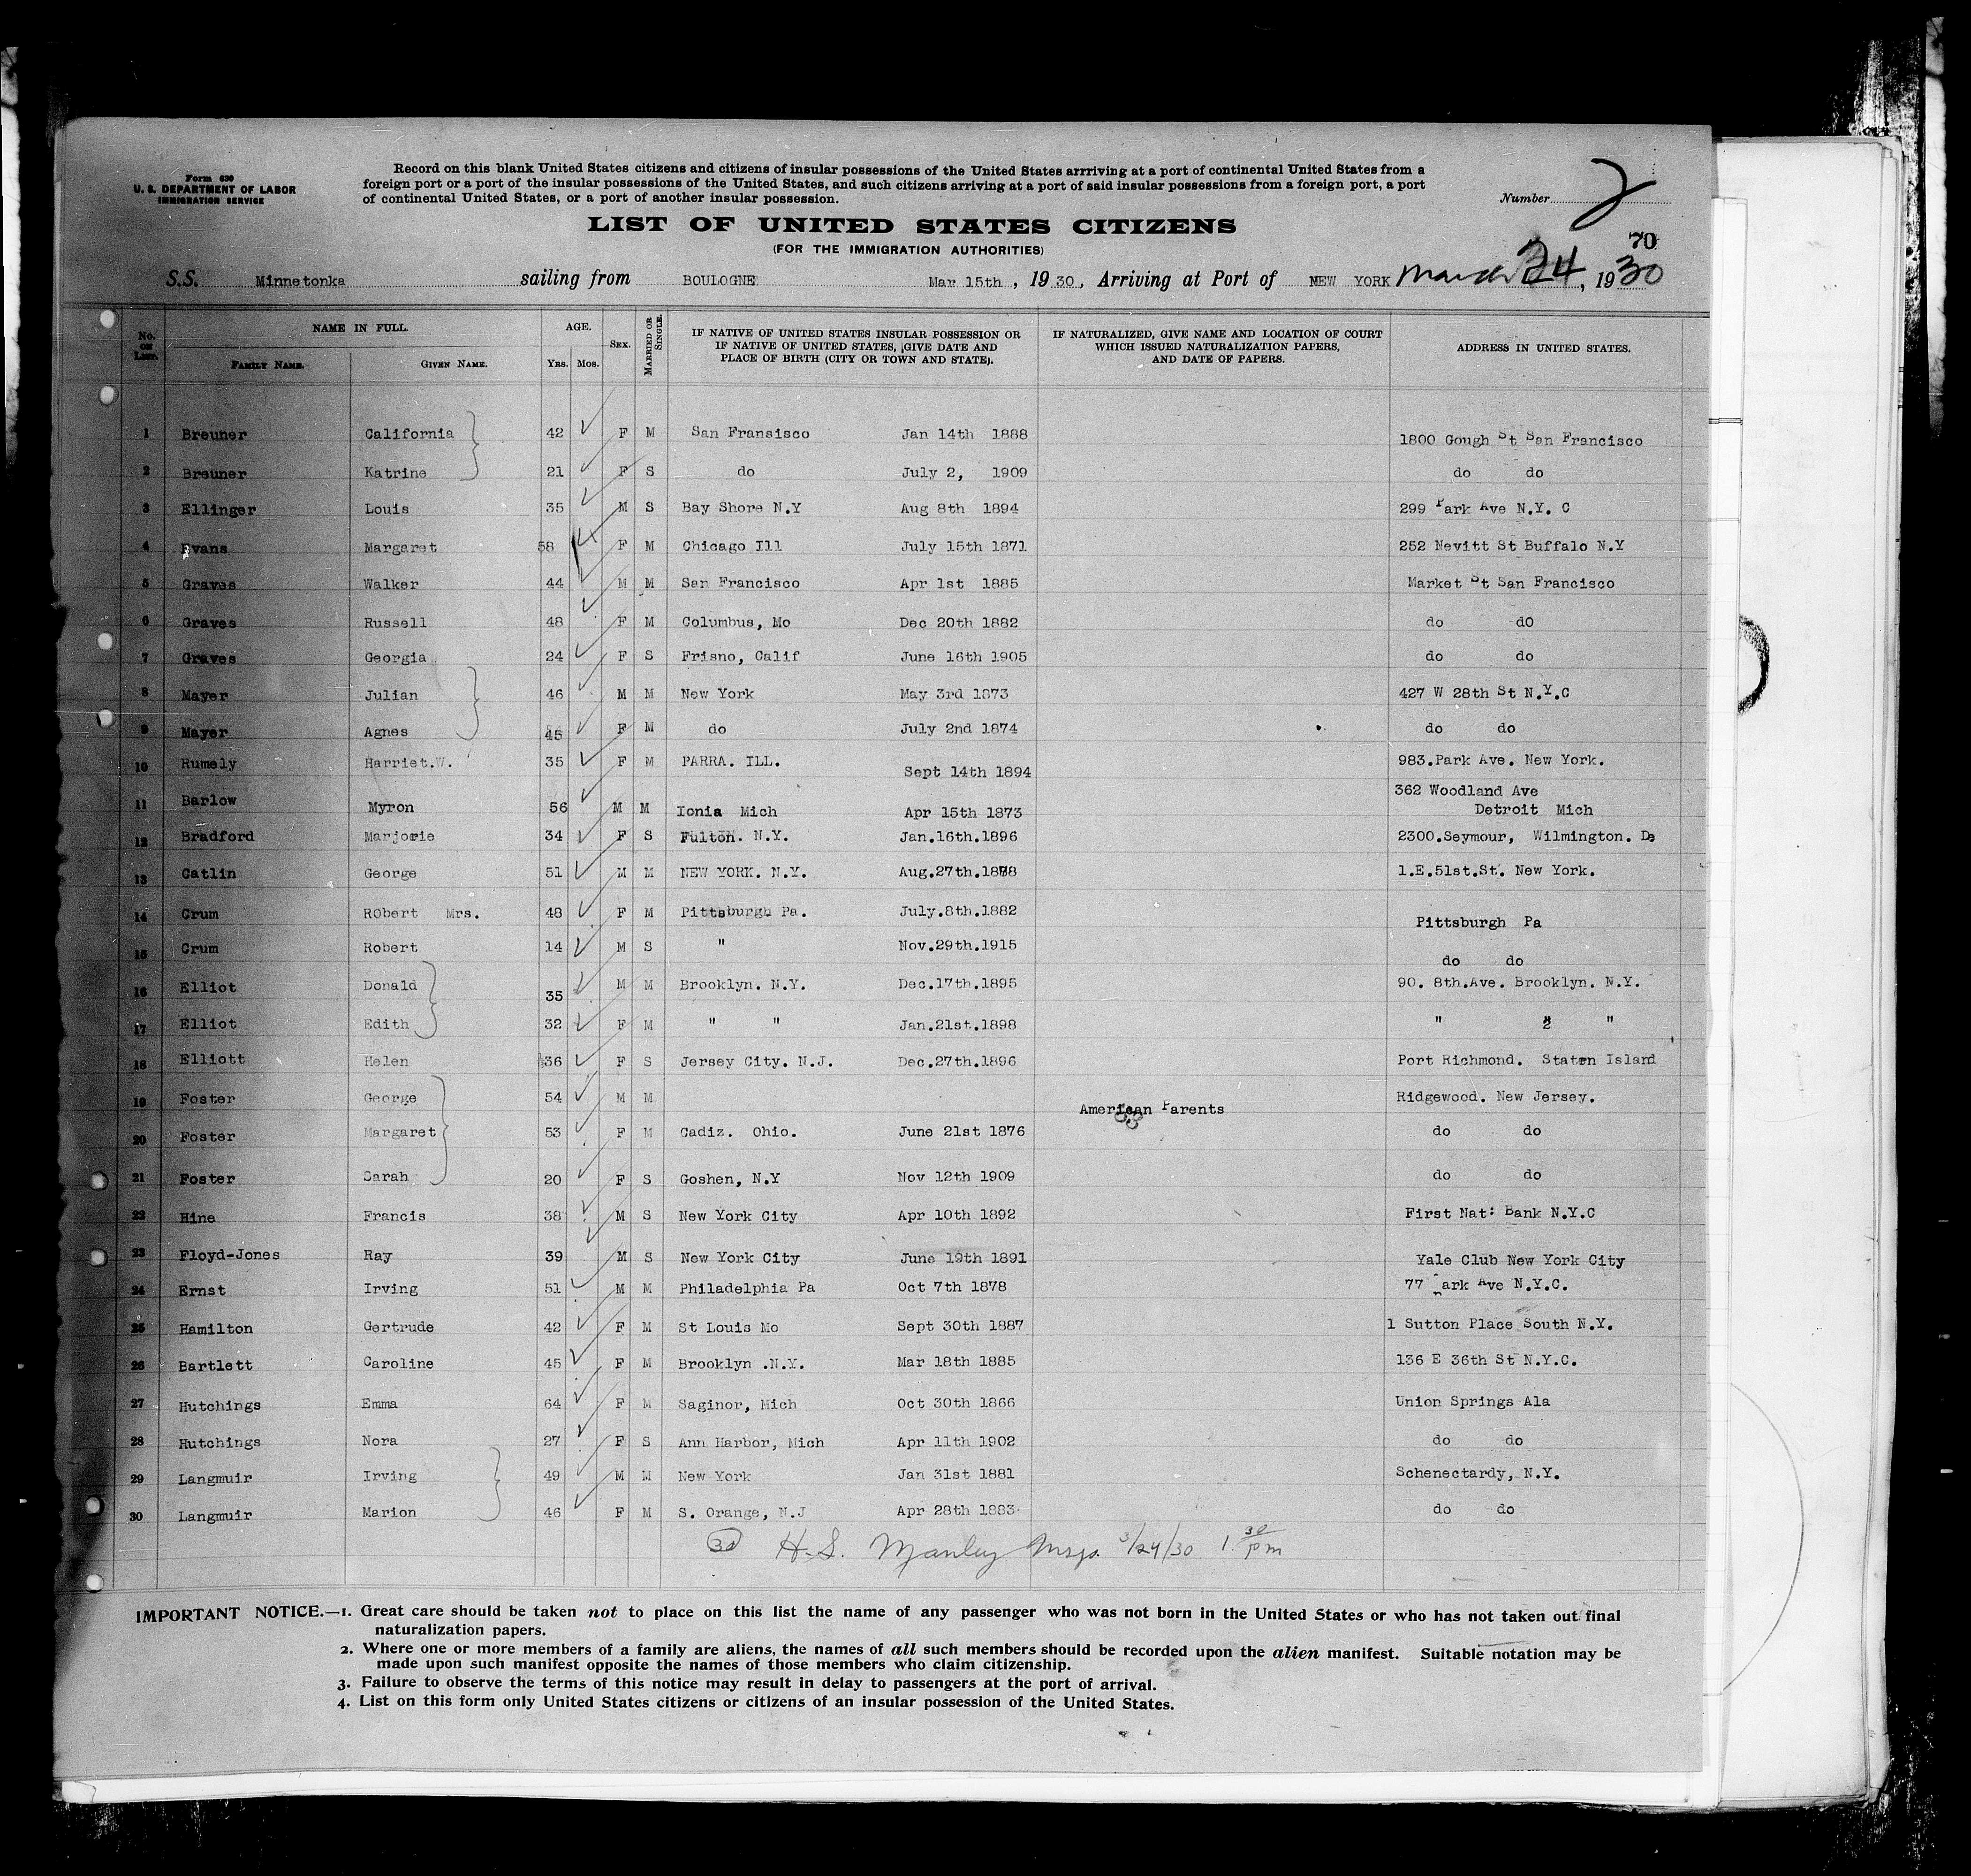 Form 630
U. S. DEPARTMENT OF LABOR
IMMIGRATION SERVICE
Record on this blank United States citizens and citizens of insular possessions of the United States arrriving at a port of continental United States from a
foreign port or a port of the insular possessions of the United States, and such citizens arriving at a port of said insular possessions from a foreign port, a port
of continental United States, or a port of another insular possession.
Number 2
LIST OF UNITED STATES CITIZENS
(FOR THE IMMIGRATION AUTHORITIES)
70
S.S. Minnetonka sailing from BOULOGNE Mar 15th, 1930, Arriving at Port of NEW YORK March 24, 1930
No. on List. NAME IN FULL. AGE. Sex. Married or Single. IF NATIVE OF UNITED STATES INSULAR POSSESSION OR IF NATIVE OF UNITED STATES, GIVE DATE AND PLACE OF BIRTH (CITY OR TOWN AND STATE). IF NATURALIZED, GIVE NAME AND LOCATION OF COURT WHICH ISSUED NATURALIZATION PAPERS, AND DATE OF PAPERS. ADDRESS IN UNITED STATES.
Family Name. Given Name. Yrs. Mos.
1 Breuner California 42 F M San Fransisco Jan 14th 1888 1800 Gough St San Francisco
2 Breuner Katrine 21 F S do July 2, 1909 do do
3 Ellinger Louis 35 M S Bay Shore N.Y Aug 8th 1894 299 Park Ave N.Y. C
4 Evans Margaret 58 F M Chicago Ill July 15th 1871 252 Nevitt St Buffalo N.Y
5 Graves Walker 44 M M San Francisco Apr 1st 1885 Market St San Francisco
6 Graves Russell 48 F M Columbus, Mo Dec 20th 1882 do dO
7 Graves Georgia 24 F S Frisno, Calif June 16th 1905 do do
8 Mayer Julian 46 M M New York May 3rd 1873 427 W 28th St N.Y.C
9 Mayer Agnes 45 F M do July 2nd 1874 do do
10 Rumely Harriet.W. 35 F M PARRA. ILL. Sept 14th 1894 983.Park Ave. New York.
11 Barlow Myron 56 M M Ionia Mich Apr 15th 1873 362 Woodland Ave
Detroit Mich
12 Bradford Marjorie 34 F S Fulton. N.Y. Jan.16th.1896 2300.Seymour, Wilmington. De
13 Catlin George 51 M M NEW YORK. N.Y. Aug.27th.1878 1.E.51st.St. New York.
14 Crum RObert Mrs. 48 F M Pittsburgh Pa. July.8th.1882 Pittsburgh Pa
15 Crum Robert 14 M S " Nov.29th.1915 do do
16 Elliot Donald 35 M M Brooklyn. N.Y. Dec.17th.1895 90. 8th.Ave. Brooklyn. N.Y.
17 Elliot Edith 32 F M " " Jan.21st.1898 " " "
18 Elliott Helen 36 F S Jersey City. N.J. Dec.27th.1896 Port Richmond. Staten Island
19 Foster George 54 M M American Parents Ridgewood. New Jersey.
20 Foster Margaret 53 F M Cadiz. Ohio. June 21st 1876 do do
21 Foster Sarah 20 F S Goshen, N.Y Nov 12th 1909 do do
22 Hine Francis 38 M S New York City Apr 10th 1892 First Nat: Bank N.Y.C
23 Floyd-Jones Ray 39 M S New York City June 19th 1891 Yale Club New York City
24 Ernst Irving 51 M M Philadelphia Pa Oct 7th 1878 77 Park Ave N.Y.C.
25 Hamilton Gertrude 42 F M St Louis Mo Sept 30th 1887 1 Sutton Place South N.Y.
26 Bartlett Caroline 45 F M Brooklyn .N.Y. Mar 18th 1885 136 E 36th St N.Y.C.
27 Hutchings Emma 64 F M Saginor, Mich Oct 30th 1866 Union Springs Ala
28 Hutchings Nora 27 F S Ann Harbor, Mich Apr 11th 1902 do do
29 Langmuir Irving 49 M M New York Jan 31st 1881 Schenectardy, N.Y.
30 Langmuir Marion 46 F M S. Orange, N.J Apr 28th 1883 do do
30 H.S. Manley 3/24/30 1 30 pm
IMPORTANT NOTICE.—1. Great care should be taken not to place on this list the name of any passenger who was not born in the United States or who has not taken out final
naturalization papers.
2. Where one or more members of a family are aliens, the names of all such members should be recorded upon the alien manifest. Suitable notation may be
made upon such manifest opposite the names of those members who claim citizenship.
3. Failure to observe the terms of this notice may result in delay to passengers at the port of arrival.
4. List on this form only United States citizens or citizens of an insular possession of the United States.